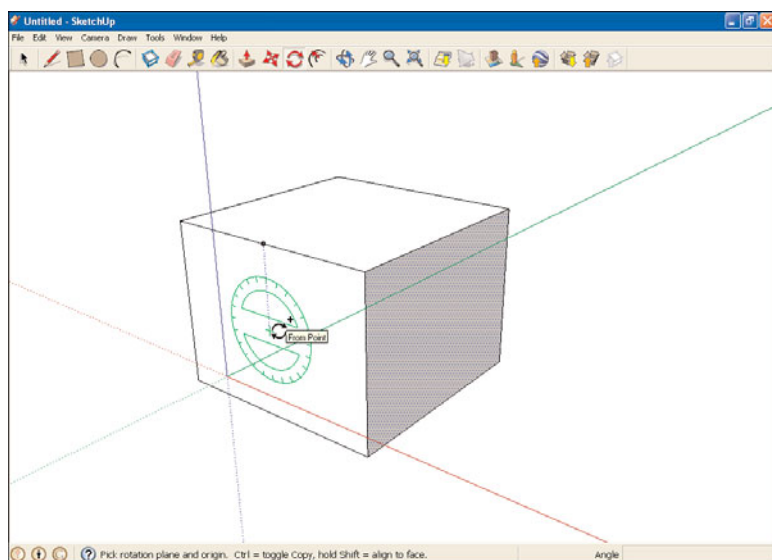 Untitled - SketchUp
File Edit View Camera Draw Tools Window Help
From Point
Pick rotation plane and origin. Ctrl = toggle Copy, hold Shift = align to face.
Angle